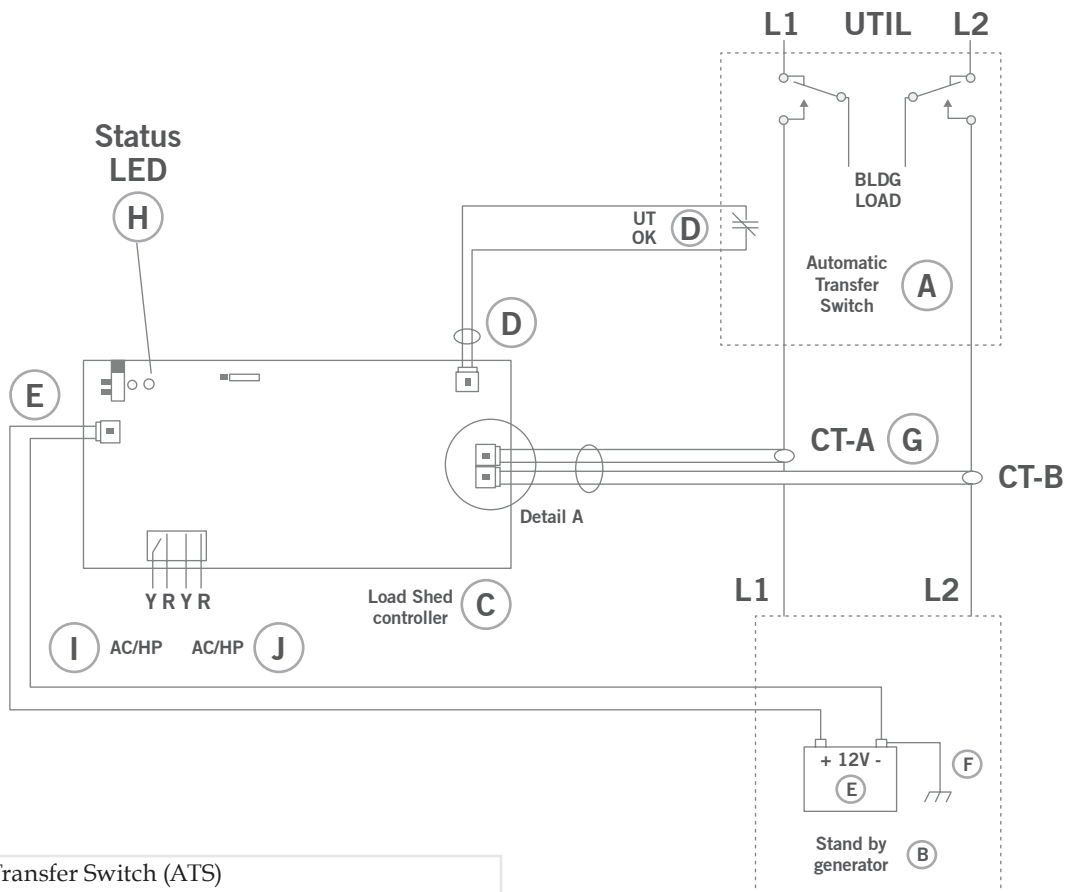 L1 UTIL L2
Status
LED
H
BLDG
LOAD
UT
OK
D
Automatic
Transfer
Switch
A
D
E
CT-A G
CT-B
Detail A
L1 L2
Y R Y R
Load Shed
controller
C
I AC/HP AC/HP J
+ 12V -
E
F
Stand by
generator
B
Transfer Switch (ATS)